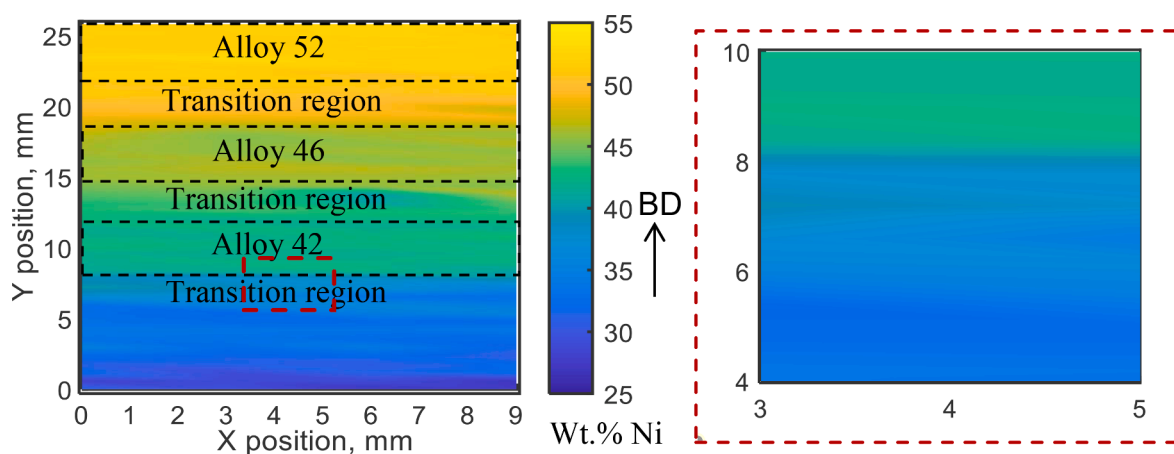 25
Alloy 52
20
Transition region
Alloy 46
15
Transition region
10
Alloy 42
Transition region
5
0
0 1 2 3 4 5 6 7 8 9
X position, mm
Y position, mm
55
50
45
40
35
30
25
Wt.% Ni
BD
10
8
6
4
3 4 5